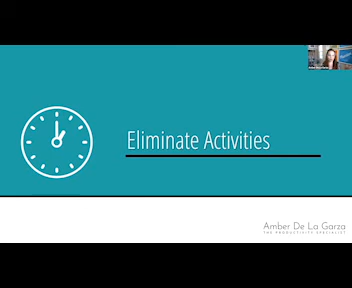 Eliminate Activities
Amber De La Garza
THE PRODUCTIVITY SPECIALIST